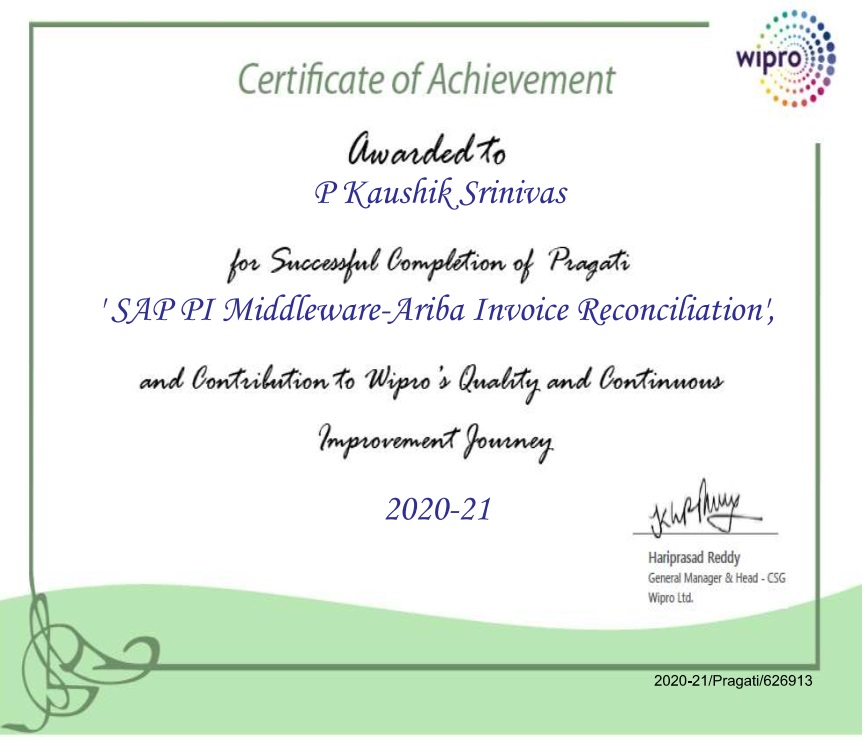 wipro
Certificate of Achievement
Awarded to
P Kaushik Srinivas
for Successful Completion of Pragati
' SAP PI Middleware-Ariba Invoice Reconciliation',
and Contribution to Wipro's Quality and Continuous
Improvement Journey
2020-21
Hariprasad Reddy
General Manager & Head - CSG
Wipro Ltd.
2020-21/Pragati/626913